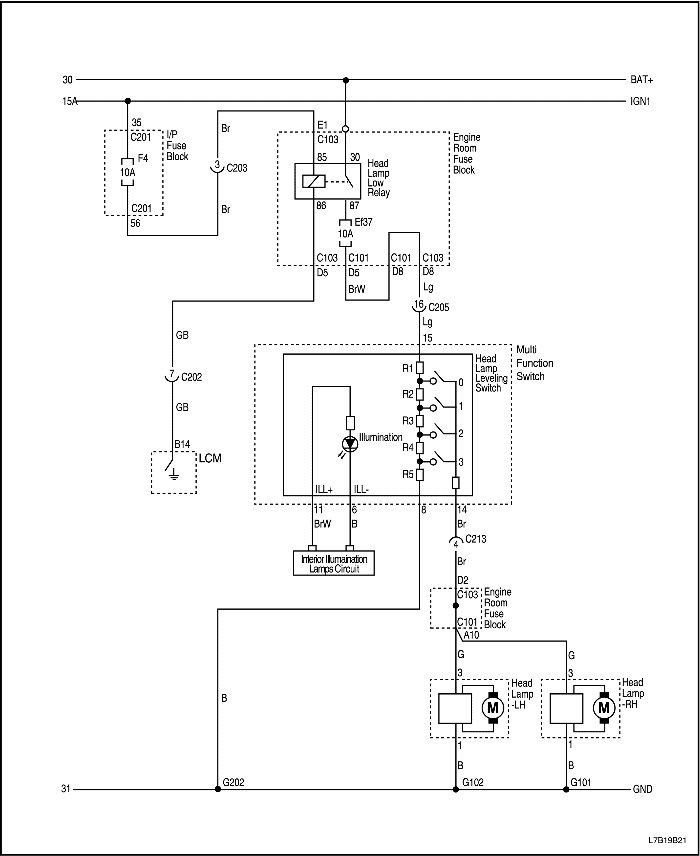 30 BAT+
15A IGN1
35
C201
I/P
Fuse
Block
F4
10A
C201
56
Br
3 C203
Br
E1
C103
Engine
Room
Fuse
Block
85 30
Head
Lamp
Low
Relay
86 87
Ef37
10A
C103 C101 C101 C103
D5 D5 D8 D8
BrW
Lg
16 C205
Lg
15
GB
7 C202
GB
B14
LCM
Multi
Function
Switch
Head
Lamp
Leveling
Switch
R1
0
R2
1
R3
2
R4
3
R5
Illumination
ILL+ ILL-
11 6 8 14
BrW B Br
Interior Illumaination
Lamps Circuit
4 C213
Br
D2
C103
Engine
Room
Fuse
Block
C101
A10
G G
3 3
Head
Lamp
-LH
M
Head
Lamp
-RH
M
1 1
B B B
31 G202 G102 G101 GND
L7B19B21